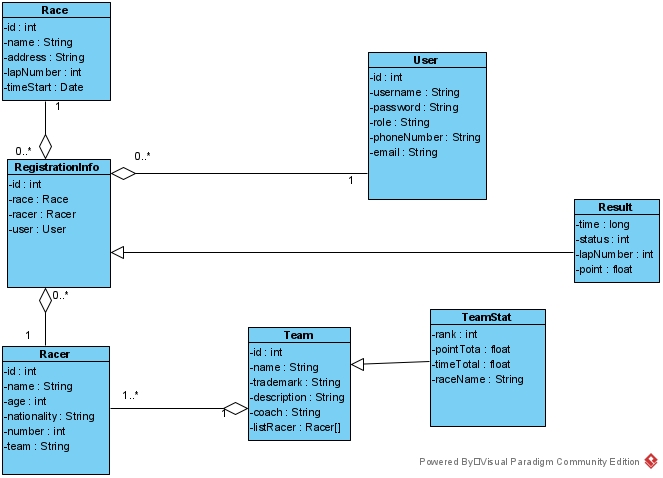 Race
-id : int
-name : String
-address : String
-lapNumber : int
-timeStart : Date
1
0..*
RegistrationInfo
-id : int
-race : Race
-racer : Racer
-user : User
0..*
1
User
-id : int
-username : String
-password : String
-role : String
-phoneNumber : String
-email : String
Result
-time : long
-status : int
-lapNumber : int
-point : float
0..*
1
Racer
-id : int
-name : String
-age : int
-nationality : String
-number : int
-team : String
1..*
1
Team
-id : int
-name : String
-trademark : String
-description : String
-coach : String
-listRacer : Racer[]
TeamStat
-rank : int
-pointTota : float
-timeTotal : float
-raceName : String
Powered By Visual Paradigm Community Edition